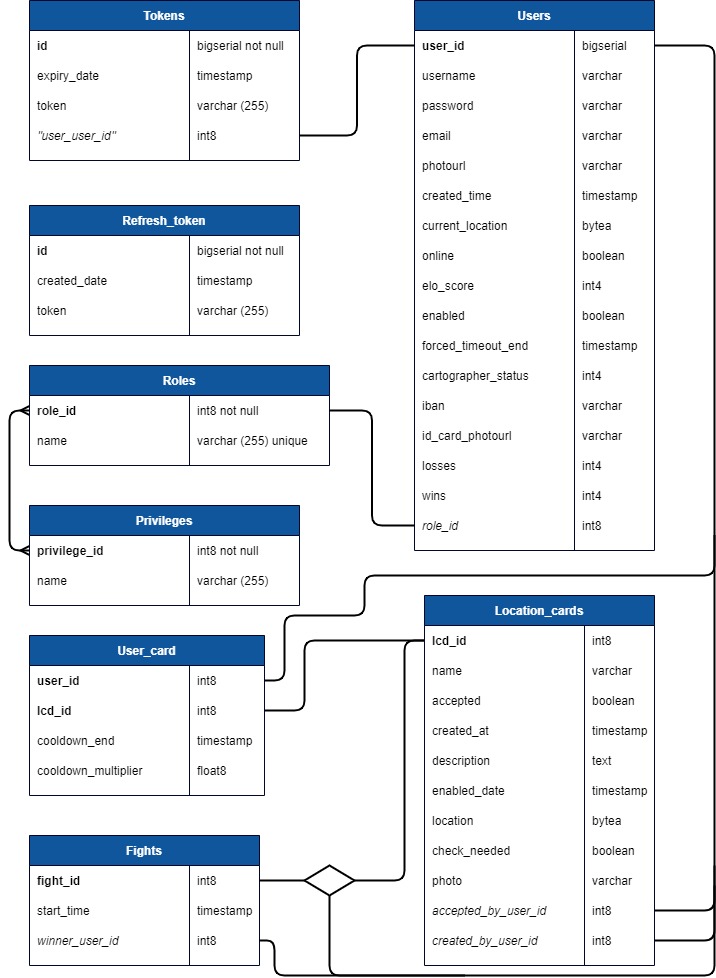 Tokens
id bigserial not null
expiry_date timestamp
token varchar (255)
"user_user_id" int8
Users
user_id bigserial
username varchar
password varchar
email varchar
photourl varchar
created_time timestamp
current_location bytea
online boolean
elo_score int4
enabled boolean
forced_timeout_end timestamp
cartographer_status int4
iban varchar
id_card_photourl varchar
losses int4
wins int4
role_id int8
Refresh_token
id bigserial not null
created_date timestamp
token varchar (255)
Roles
role_id int8 not null
name varchar (255) unique
Privileges
privilege_id int8 not null
name varchar (255)
User_card
user_id int8
lcd_id int8
cooldown_end timestamp
cooldown_multiplier float8
Location_cards
lcd_id int8
name varchar
accepted boolean
created_at timestamp
description text
enabled_date timestamp
location bytea
check_needed boolean
photo varchar
accepted_by_user_id int8
created_by_user_id int8
Fights
fight_id int8
start_time timestamp
winner_user_id int8